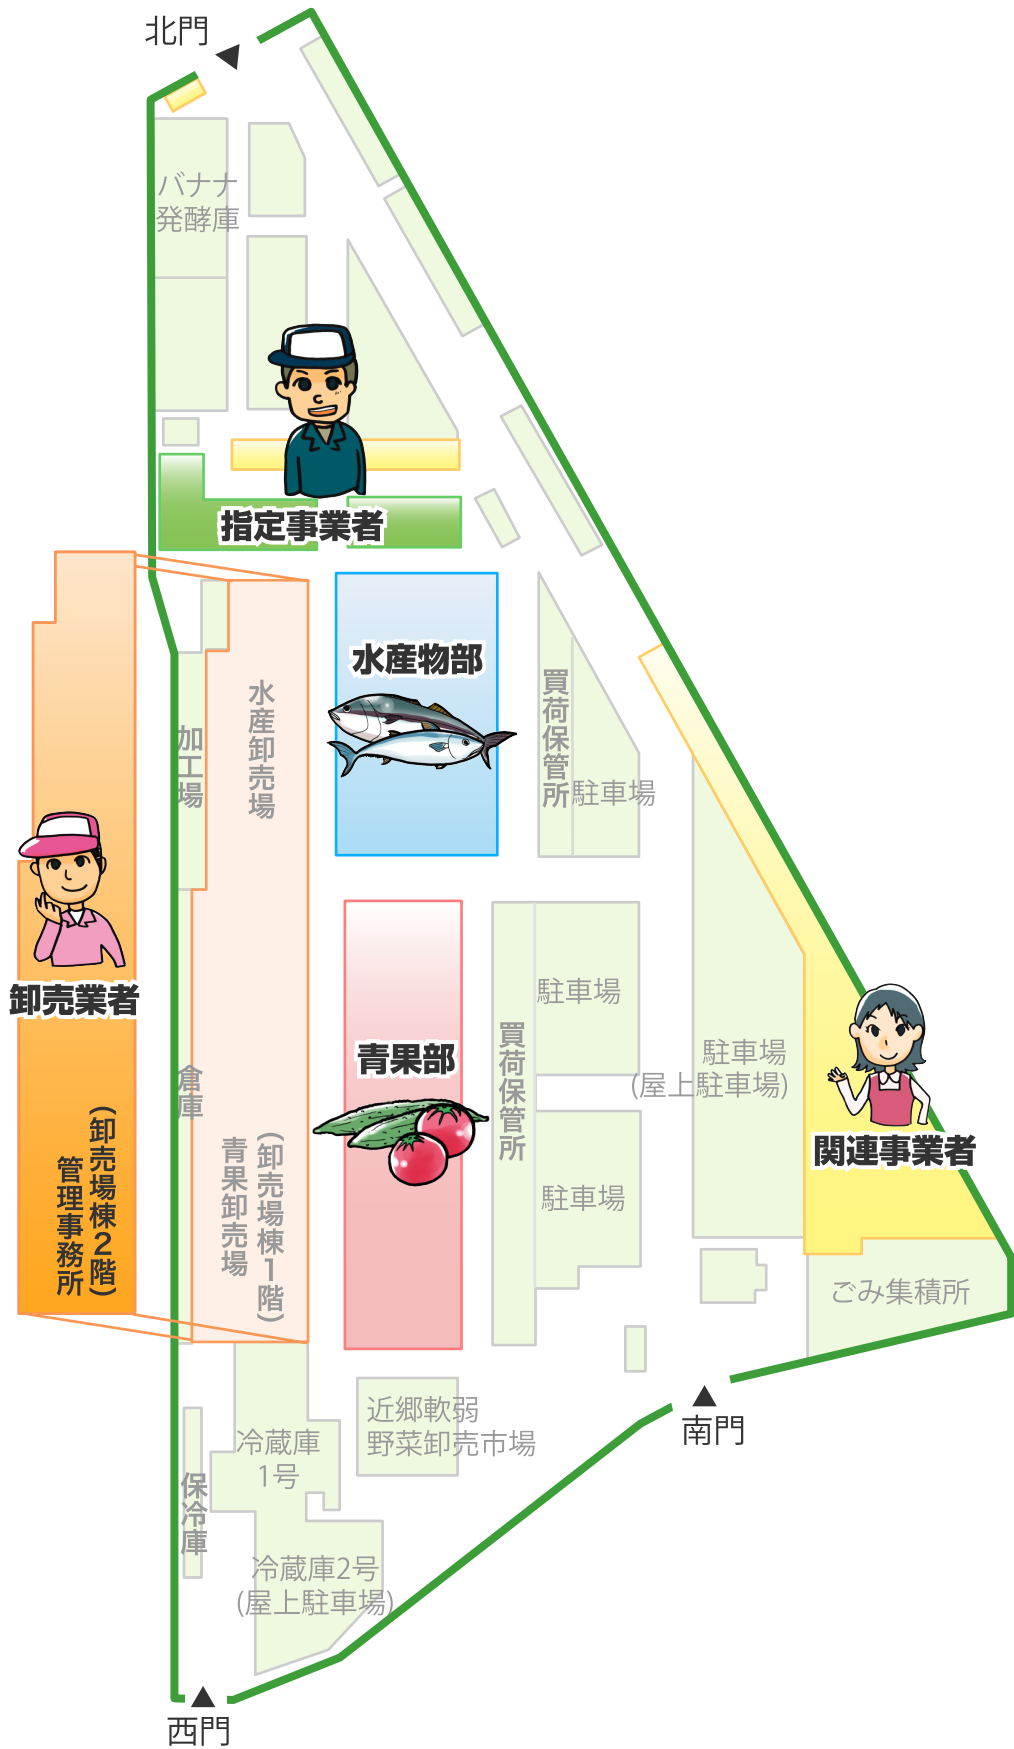 北門
バナナ
発酵庫
指定事業者
水産物部
水産卸売場
加工場
買荷保管所
駐車場
卸売業者
(卸売場棟2階)
管理事務所
倉庫
(卸売場棟1階)
青果卸売場
青果部
買荷保管所
駐車場
駐車場
駐車場
(屋上駐車場)
関連事業者
ごみ集積所
南門
近郷軟弱
野菜卸売市場
冷蔵庫
1号
保冷庫
冷蔵庫2号
(屋上駐車場)
西門